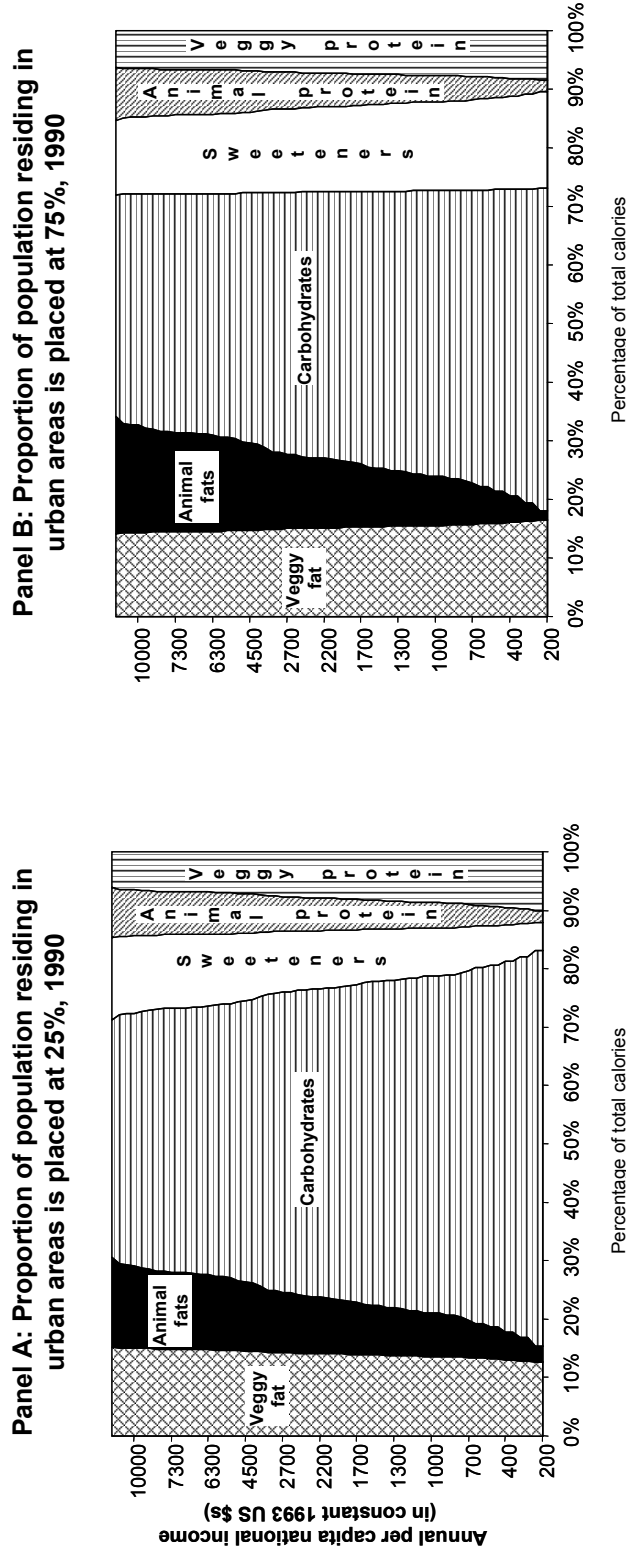 Panel A: Proportion of population residing in
urban areas is placed at 25%, 1990
Annual per capita national income
(in constant 1993 US $s)
10000
7300
6300
4500
2700
2200
1700
1300
1000
700
400
200
Veggy
fat
Animal
fats
Carbohydrates
Sweeteners
Animal protein
Veggy protein
0%
10%
20%
30%
40%
50%
60%
70%
80%
90%
100%
Percentage of total calories
Panel B: Proportion of population residing in
urban areas is placed at 75%, 1990
10000
7300
6300
4500
2700
2200
1700
1300
1000
700
400
200
Veggy
fat
Animal
fats
Carbohydrates
Sweeteners
Animal protein
Veggy protein
0%
10%
20%
30%
40%
50%
60%
70%
80%
90%
100%
Percentage of total calories